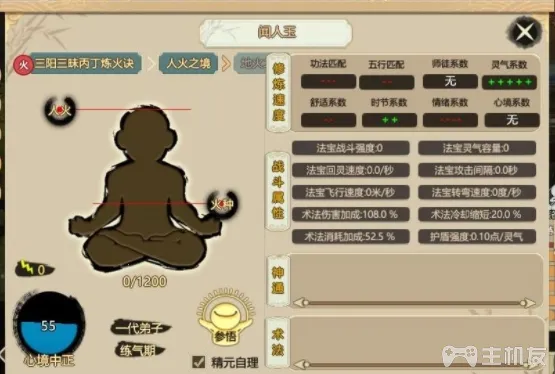 闻人玉
火 三阳三昧丙丁炼火诀 人火之境 地火
人火
火种
0
0/1200
55
心境中正
一代弟子
练气期
参悟
精元自理
修炼速度
功法匹配 五行匹配 师徒系数 灵气系数
--- -- 无 +++++
舒适系数 时节系数 情绪系数 心境系数
-- ++ -- 无
战斗属性
法宝战斗强度:0 法宝灵气容量:0
法宝回灵速度:0.0/秒 法宝攻击间隔:0.0秒
法宝飞行速度:0米/秒 法宝转弯速度:0度/秒
术法伤害加成:108.0 % 术法冷却缩短:20.0 %
术法消耗加成:52.5 % 护盾强度:0.10点/灵气
神通
术法
主机友